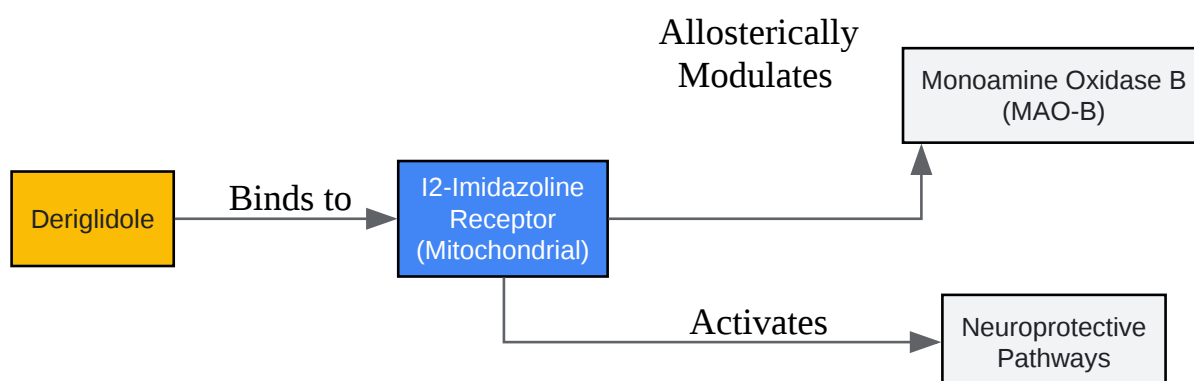 Allosterically
Modulates
Monoamine Oxidase B
(MAO-B)
Deriglidole
Binds to
I2-Imidazoline
Receptor
(Mitochondrial)
Activates
Neuroprotective
Pathways